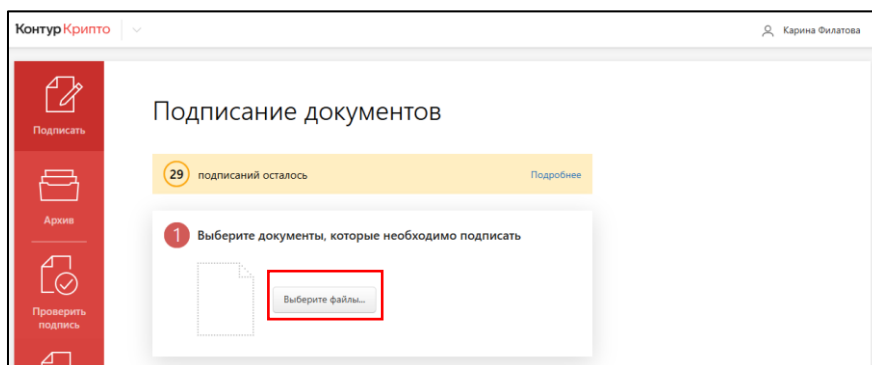 Контур Крипто
Карина Филатова
Подписать
Подписание документов
29 подписаний осталось Подробнее
Архив
1 Выберите документы, которые необходимо подписать
Выберите файлы...
Проверить
подпись